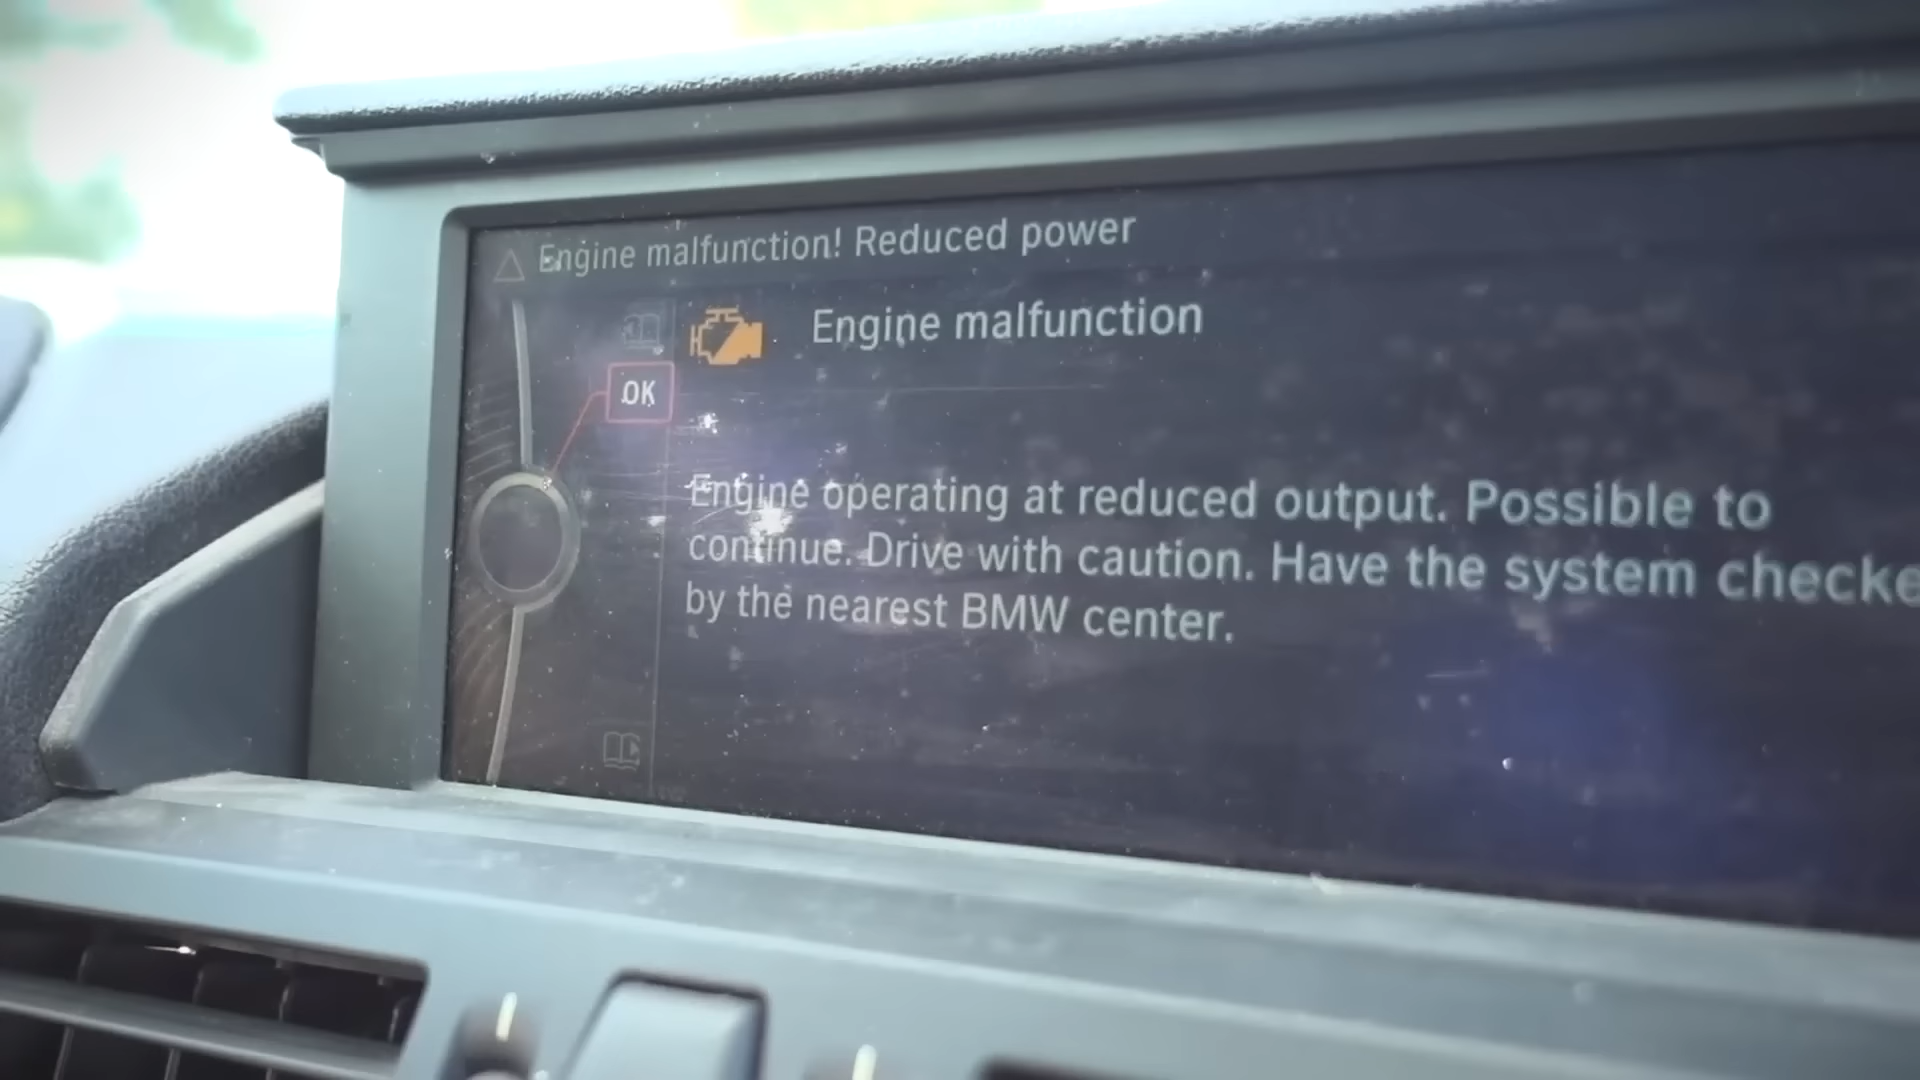 Engine malfunction! Reduced power
Engine malfunction
OK
Engine operating at reduced output. Possible to
continue. Drive with caution. Have the system checke
by the nearest BMW center.